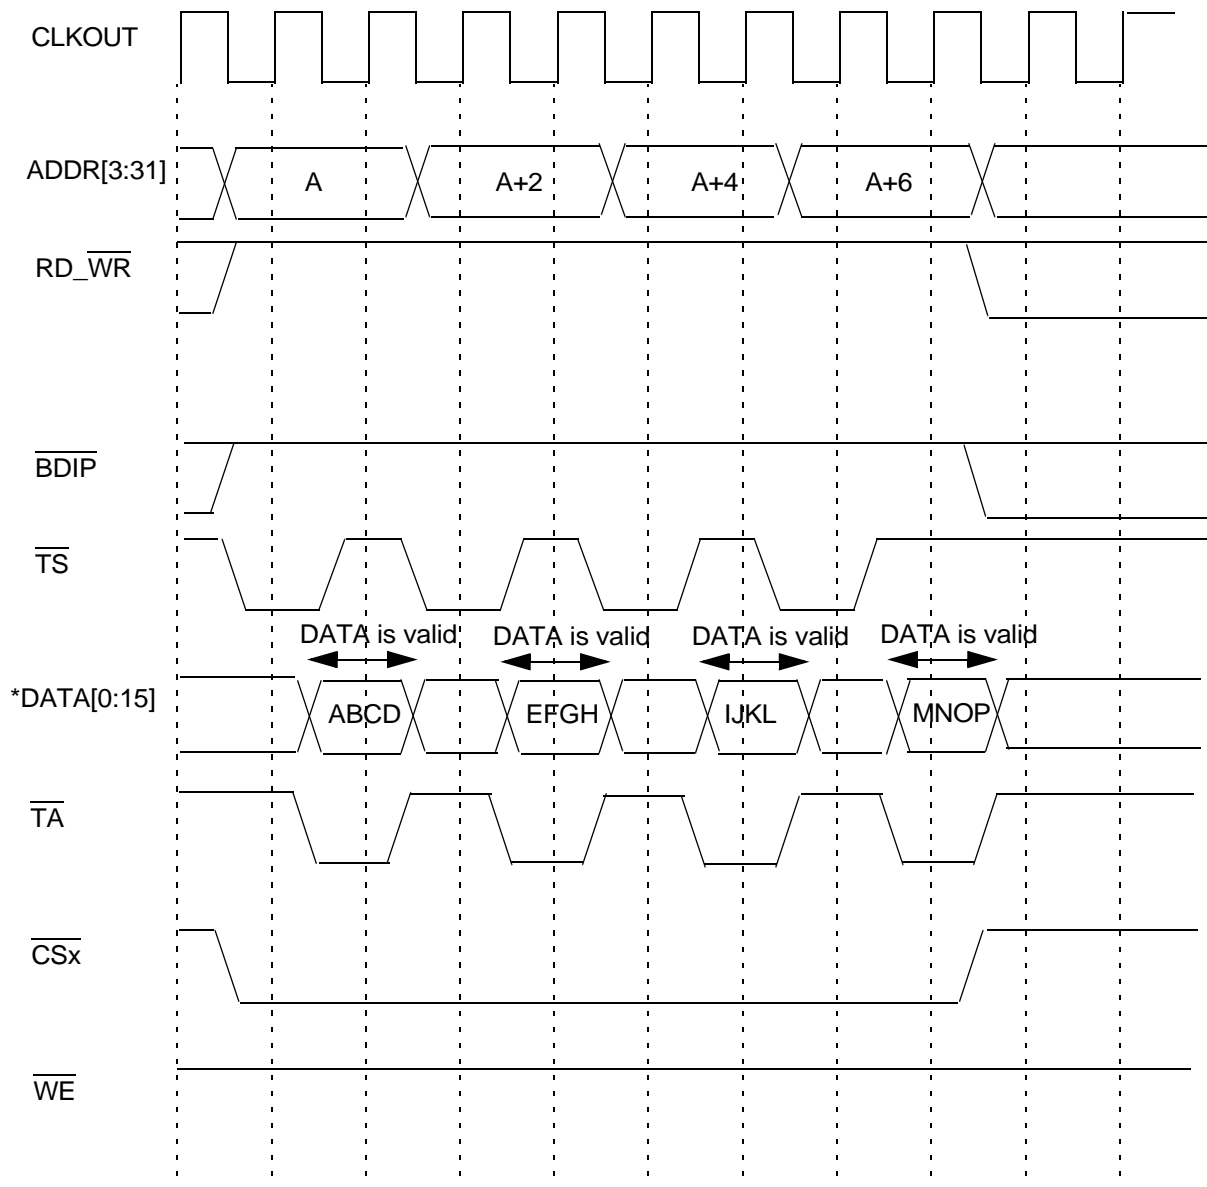 CLKOUT
ADDR[3:31]
A
A+2
A+4
A+6
RD_WR
BDIP
TS
DATA is valid
DATA is valid
DATA is valid
DATA is valid
*DATA[0:15]
ABCD
EFGH
IJKL
MNOP
TA
CSx
WE